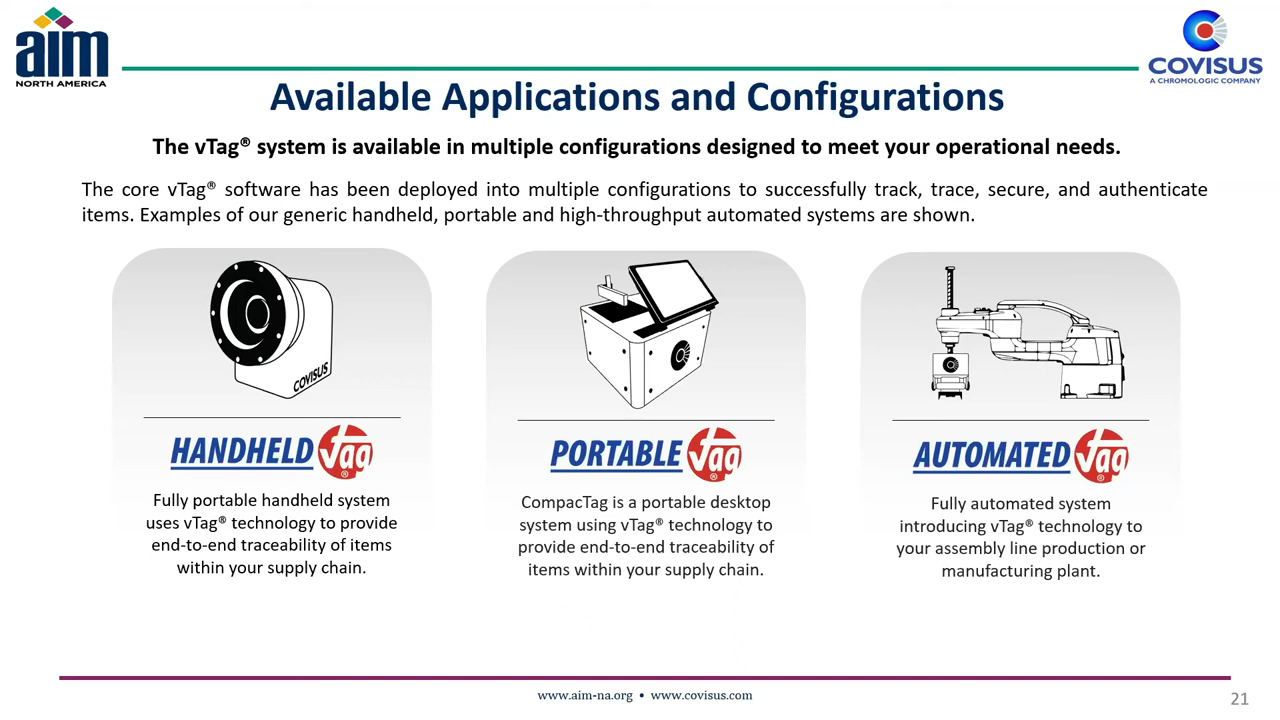 aim
NORTH AMERICA
COVISUS
A CHROMOLOGIC COMPANY
Available Applications and Configurations
The vTag® system is available in multiple configurations designed to meet your operational needs.
The core vTag® software has been deployed into multiple configurations to successfully track, trace, secure, and authenticate
items. Examples of our generic handheld, portable and high-throughput automated systems are shown.
COVISUS
HANDHELD vTag®
Fully portable handheld system
uses vTag® technology to provide
end-to-end traceability of items
within your supply chain.
PORTABLE vTag®
CompacTag is a portable desktop
system using vTag® technology to
provide end-to-end traceability of
items within your supply chain.
AUTOMATED vTag®
Fully automated system
introducing vTag® technology to
your assembly line production or
manufacturing plant.
www.aim-na.org • www.covisus.com
21